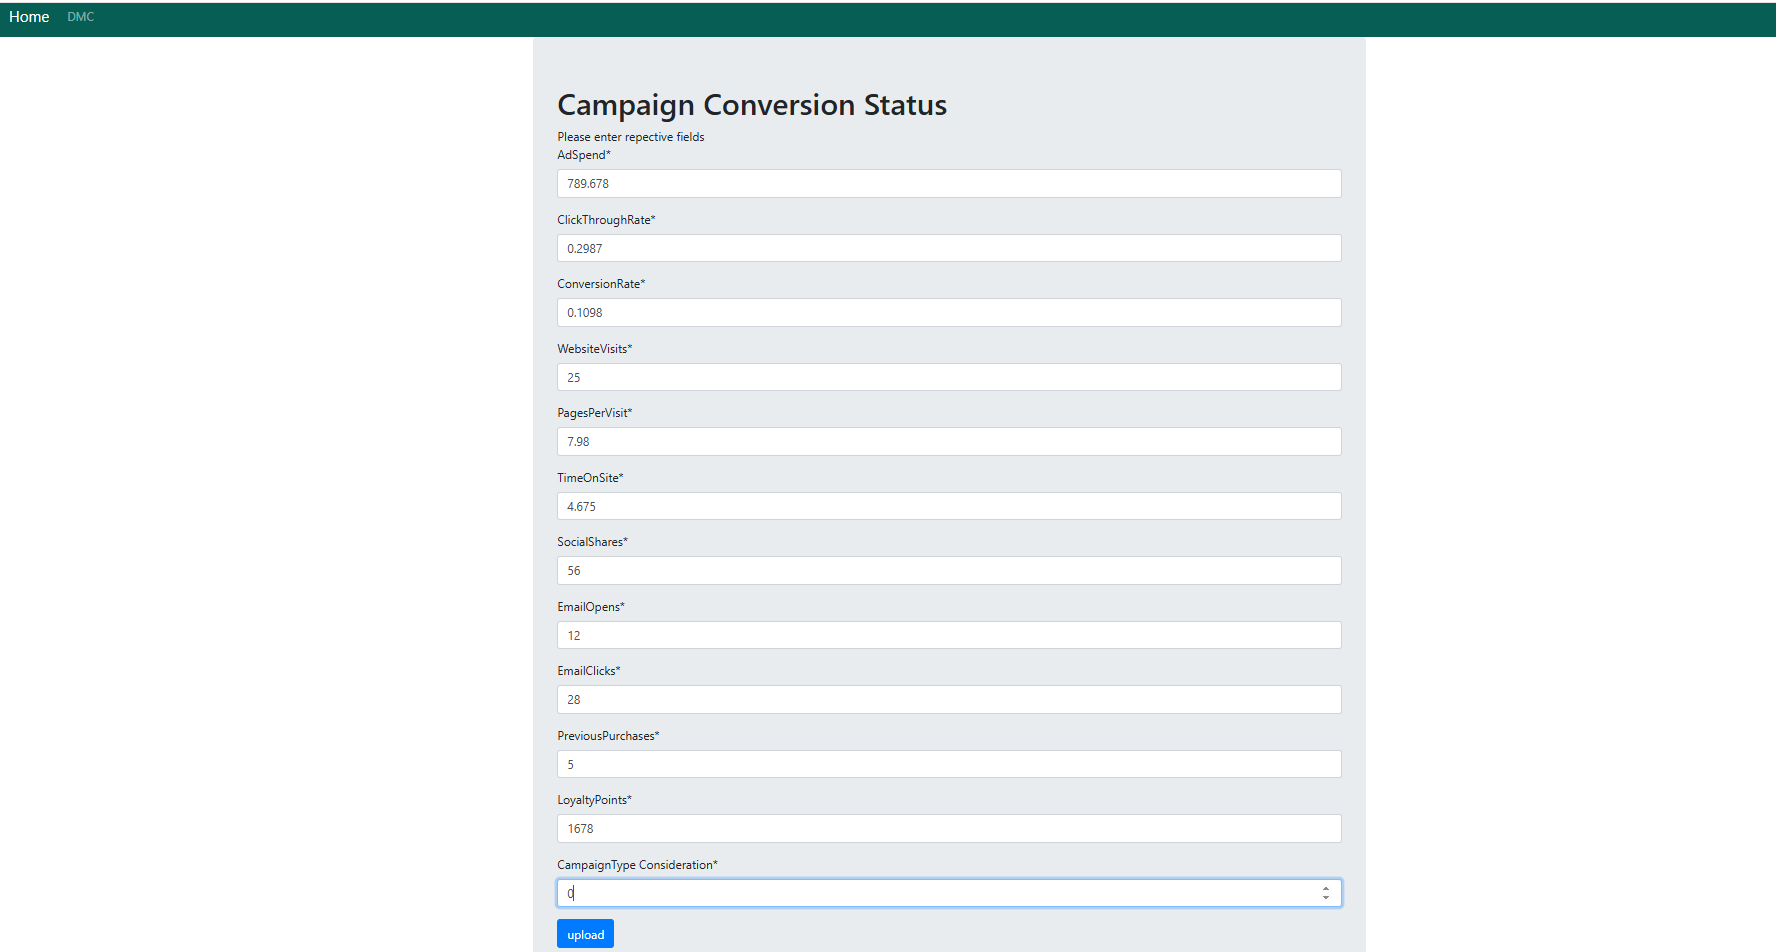 Home DMC
Campaign Conversion Status
Please enter repective fields
AdSpend*
789.678
ClickThroughRate*
0.2987
ConversionRate*
0.1098
WebsiteVisits*
25
PagesPerVisit*
7.98
TimeOnSite*
4.675
SocialShares*
56
EmailOpens*
12
EmailClicks*
28
PreviousPurchases*
5
LoyaltyPoints*
1678
CampaignType Consideration*
0
upload